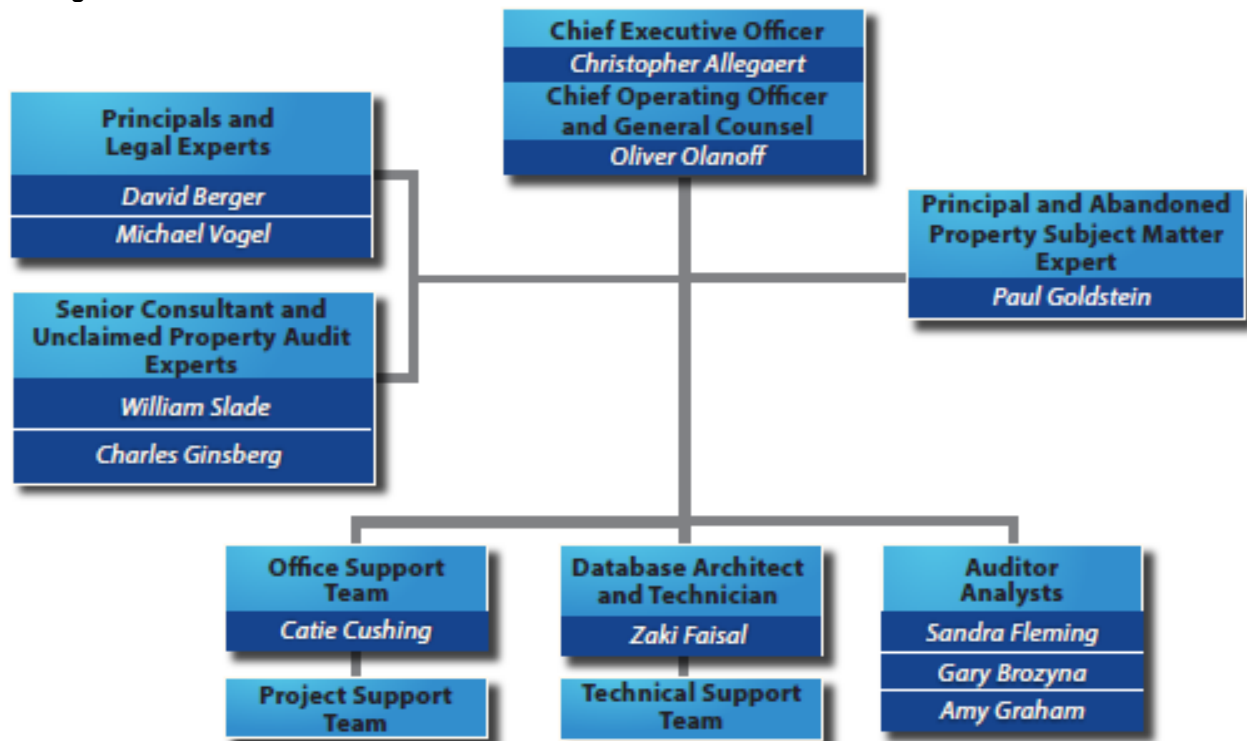 Chief Executive Officer
Christopher Allegaert
Chief Operating Officer
and General Counsel
Oliver Olanoff
Principals and
Legal Experts
David Berger
Michael Vogel
Principal and Abandoned
Property Subject Matter
Expert
Paul Goldstein
Senior Consultant and
Unclaimed Property Audit
Experts
William Slade
Charles Ginsberg
Office Support
Team
Catie Cushing
Project Support
Team
Database Architect
and Technician
Zaki Faisal
Technical Support
Team
Auditor
Analysts
Sandra Fleming
Gary Brozyna
Amy Graham